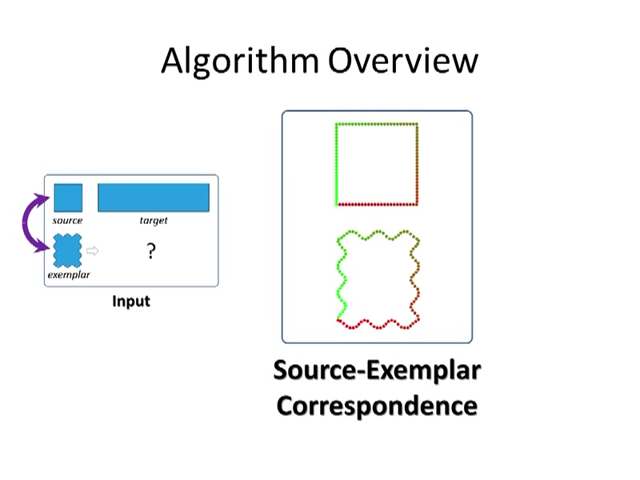 Algorithm Overview
source
target
exemplar
?
Input
Source-Exemplar
Correspondence